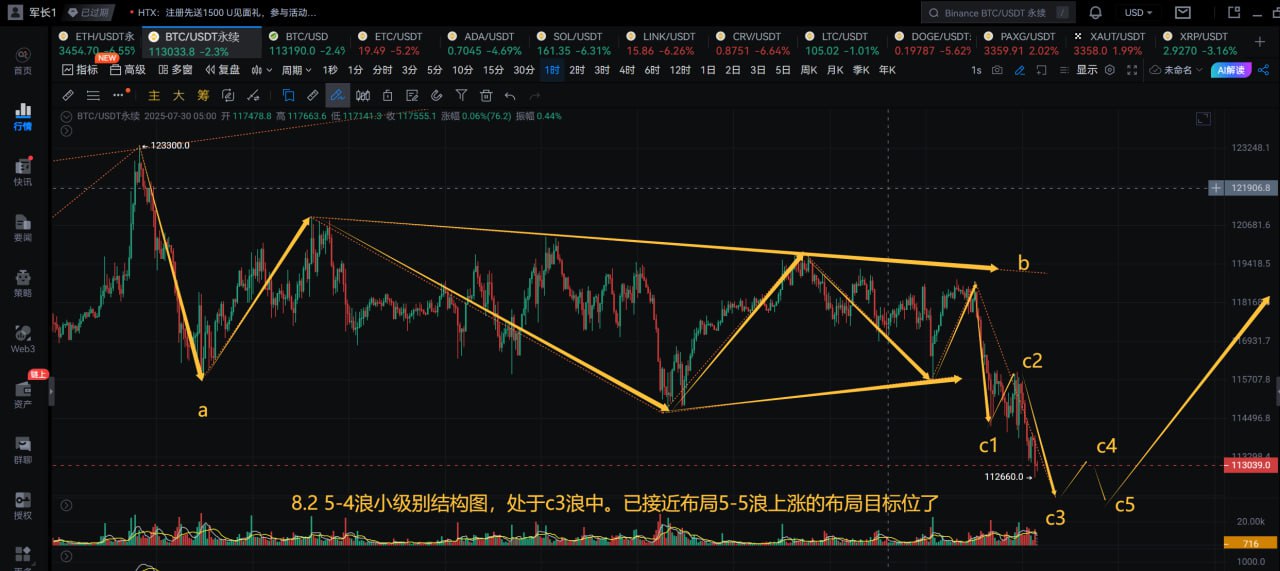 军长1 已过期 HTX：注册先送1500 U见面礼，参与活动... Binance BTC/USDT 永续 / USD
ETH/USDT永 BTC/USDT永续 BTC/USD ETC/USDT ADA/USDT SOL/USDT LINK/USDT CRV/USDT LTC/USDT DOGE/USDT: PAXG/USDT XAUT/USDT XRP/USDT
3454.70 -6.55% 113033.8 -2.3% 113190.0 -2.4% 19.49 -5.2% 0.7045 -4.69% 161.35 -6.31% 15.86 -6.26% 0.8751 -6.64% 105.02 -1.01% 0.19787 -5.62% 3359.91 2.02% 3358.0 1.99% 2.9270 -3.16%
NEW
指标 高级 多窗 复盘 周期 1秒 1分 3分 5分 10分 15分 30分 1时 2时 3时 4时 6时 12时 1日 2日 3日 5日 周K 月K 季K 年K 1s 显示 未命名 AI解读
主 大 筹
首页
行情
快讯
要闻
策略
Web3
链上
资产
群聊
授权
BTC/USDT永续 2025-07-30 05:00 开 117478.8 高 117663.6 低 117141.3 收 117555.1 涨幅 0.06%(76.2) 振幅 0.44%
123300.0
123248.1
121906.8
120681.6
119418.5
118166
116931.7
115707.8
114496.8
113298.4
113039.0
20.00k
716
1000.0
a
b
c1
c2
c4
112660.0
c3
c5
8.2 5-4浪小级别结构图，处于c3浪中。已接近布局5-5浪上涨的布局目标位了